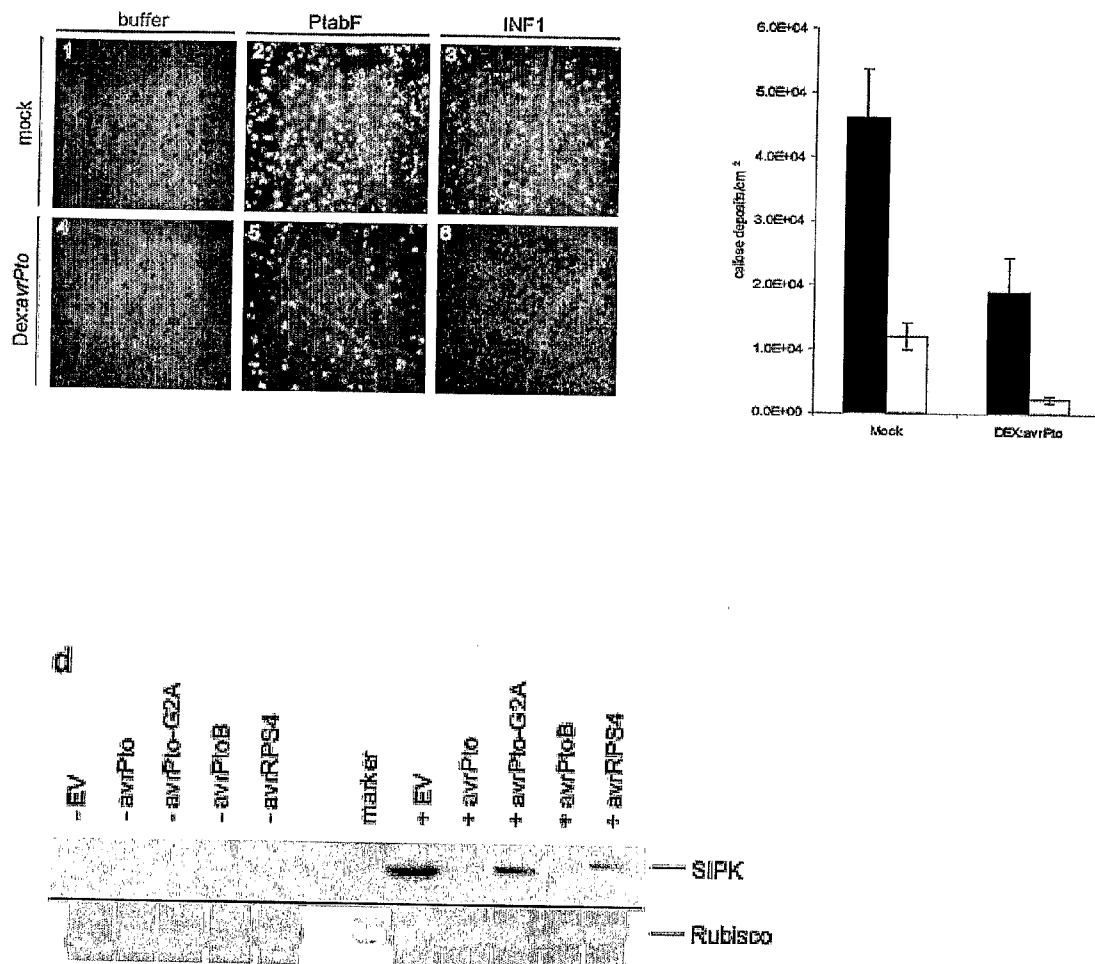 buffer PtabF INF1
mock
1 2 3
Dex:avrPto
4 5 6
callose deposits/cm 2
6.0E+04
5.0E+04
4.0E+04
3.0E+04
2.0E+04
1.0E+04
0.0E+00
Mock DEX:avrPto
d
- EV
- avrPto
- avrPto-G2A
- avrPtoB
- avrRPS4
marker
+ EV
+ avrPto
+ avrPto-G2A
+ avrPtoB
+ avrRPS4
SIPK
Rubisco